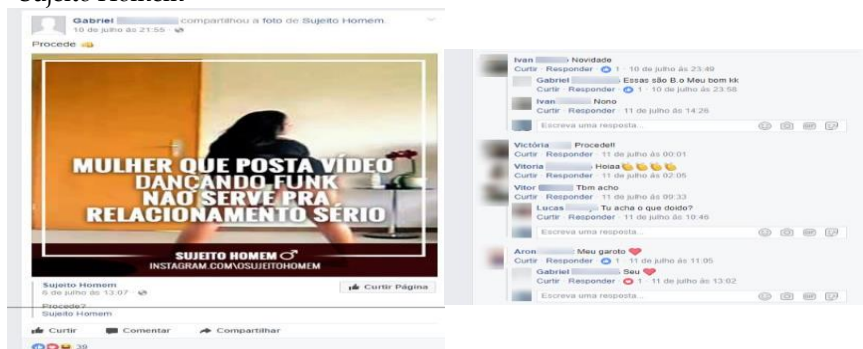 Sujeito Homem
Gabriel compartilhou a foto de Sujeito Homem.
10 de julho às 21:55
Procede
MULHER QUE POSTA VÍDEO
DANÇANDO FUNK
NÃO SERVE PRA
RELACIONAMENTO SÉRIO
SUJEITO HOMEM
INSTAGRAM.COM\OSUJEITOHOMEM
Sujeito Homem
6 de julho às 13:07
Curtir Página
Procede?
Sujeito Homem
Curtir Comentar Compartilhar
39
Ivan Novidade
Curtir · Responder · 1 · 10 de julho às 23:49
Gabriel Essas são B.o Meu bom kk
Curtir · Responder · 1 · 10 de julho às 23:58
Ivan Nono
Curtir · Responder · 11 de julho às 14:26
Escreva uma resposta...
Victória Procede!!
Curtir · Responder · 11 de julho às 00:01
Vitoria Hoiaa
Curtir · Responder · 11 de julho às 02:05
Vitor Tbm acho
Curtir · Responder · 11 de julho às 09:33
Lucas Tu acha o que doido?
Curtir · Responder · 11 de julho às 10:46
Escreva uma resposta...
Aron Meu garoto
Curtir · Responder · 1 · 11 de julho às 11:05
Gabriel Seu
Curtir · Responder · 1 · 11 de julho às 13:02
Escreva uma resposta...